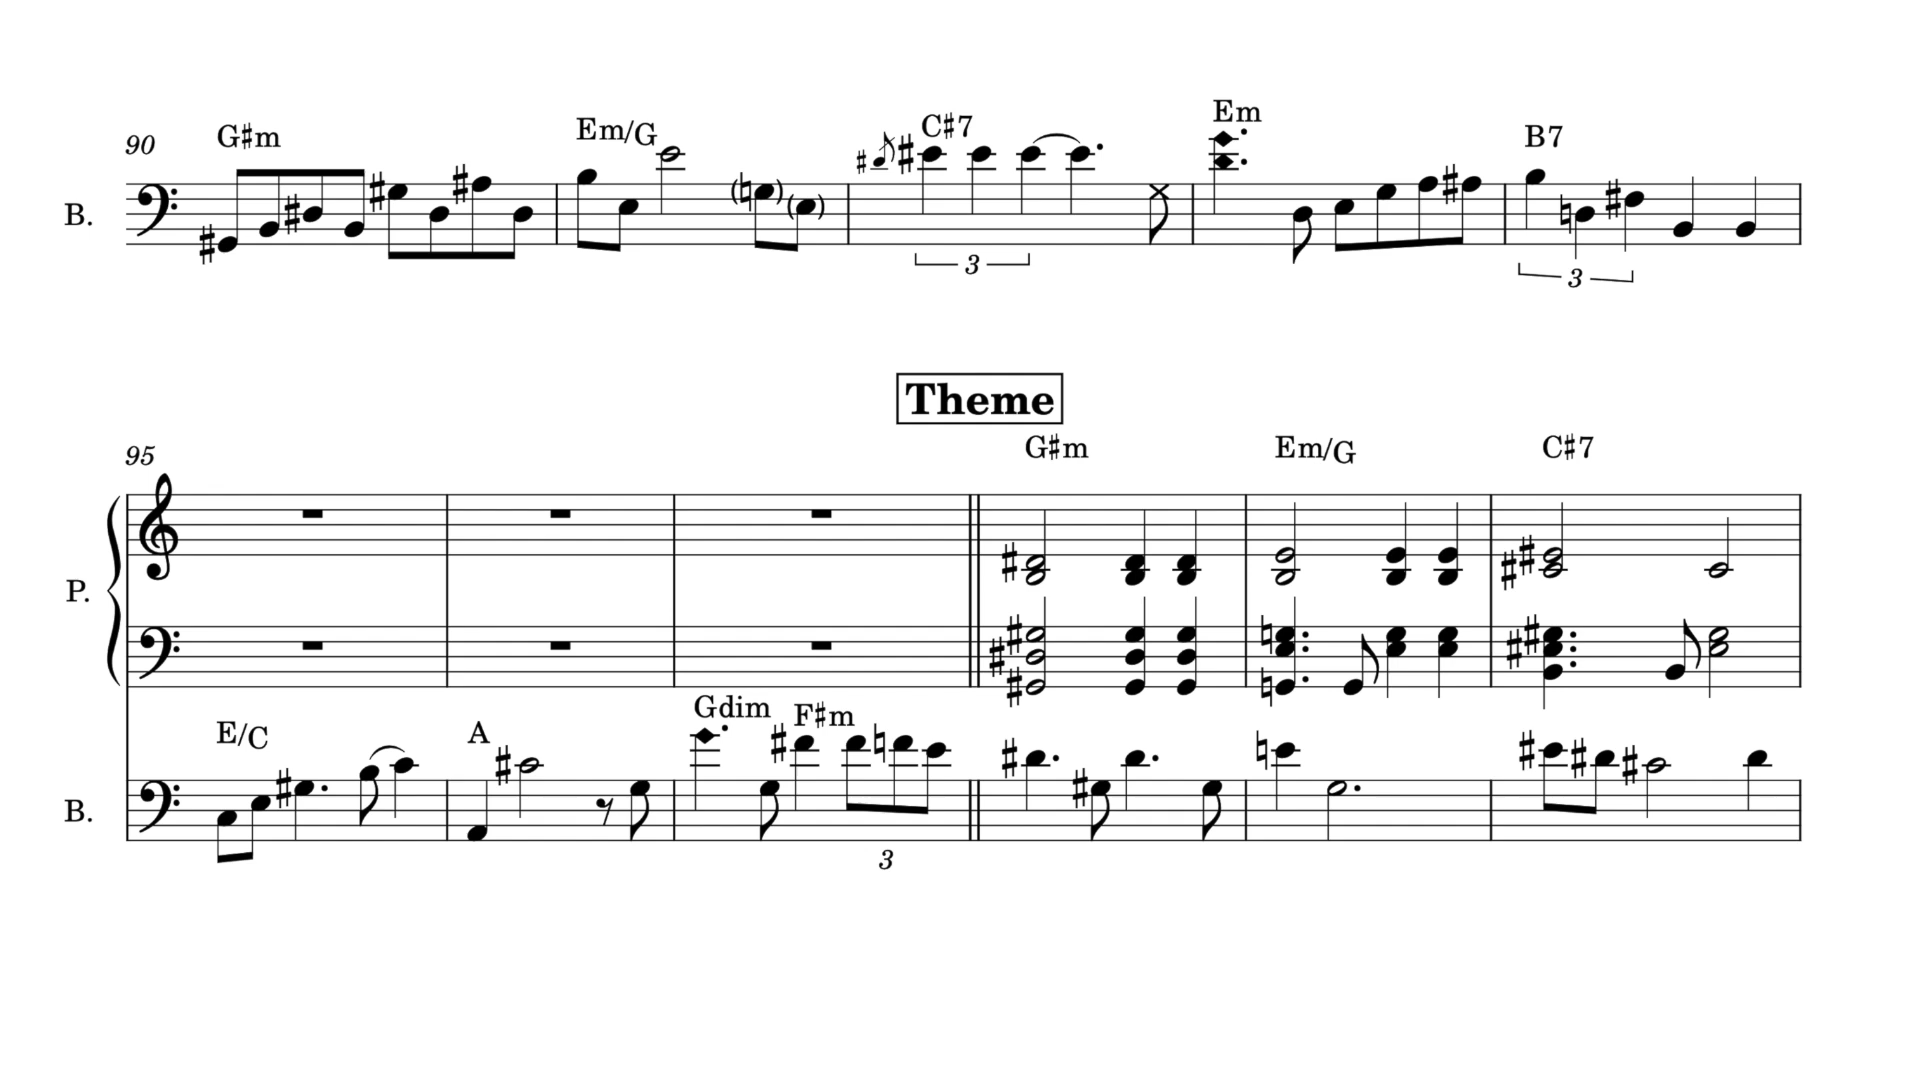 90 G♯m Em/G C♯7 Em B7
B.
3 3
Theme
95 G♯m Em/G C♯7
P.
E/C A Gdim F♯m
B.
3